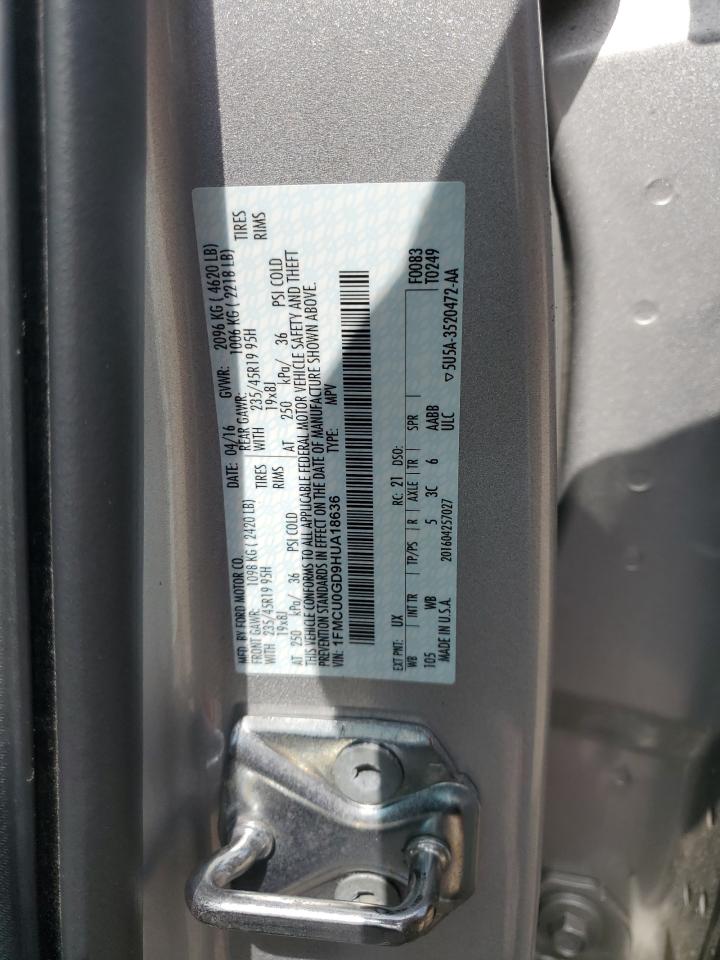 MFD. BY FORD MOTOR CO.
DATE: 04/16 GVWR: 2096 KG ( 4620 LB)
FRONT GAWR: 1098 KG (2420 LB) REAR GAWR: 1006 KG ( 2218 LB)
WITH 235/45R19 95H TIRES WITH 235/45R19 95H TIRES
19x8J RIMS 19x8J RIMS
AT 250 kPa/ 36 PSI COLD AT 250 kPa/ 36 PSI COLD
THIS VEHICLE CONFORMS TO ALL APPLICABLE FEDERAL MOTOR VEHICLE SAFETY AND THEFT
PREVENTION STANDARDS IN EFFECT ON THE DATE OF MANUFACTURE SHOWN ABOVE.
VIN: 1FMCU0GD9HUA18636 TYPE: MPV
EXT PNT: UX RC: 21 DSO: F0083
WB INT TR TP/PS R AXLE TR SPR T0249
105 WB 5 3C 6 AABB
MADE IN U.S.A. 201604257027 ULC ▽5U5A-3520472-AA